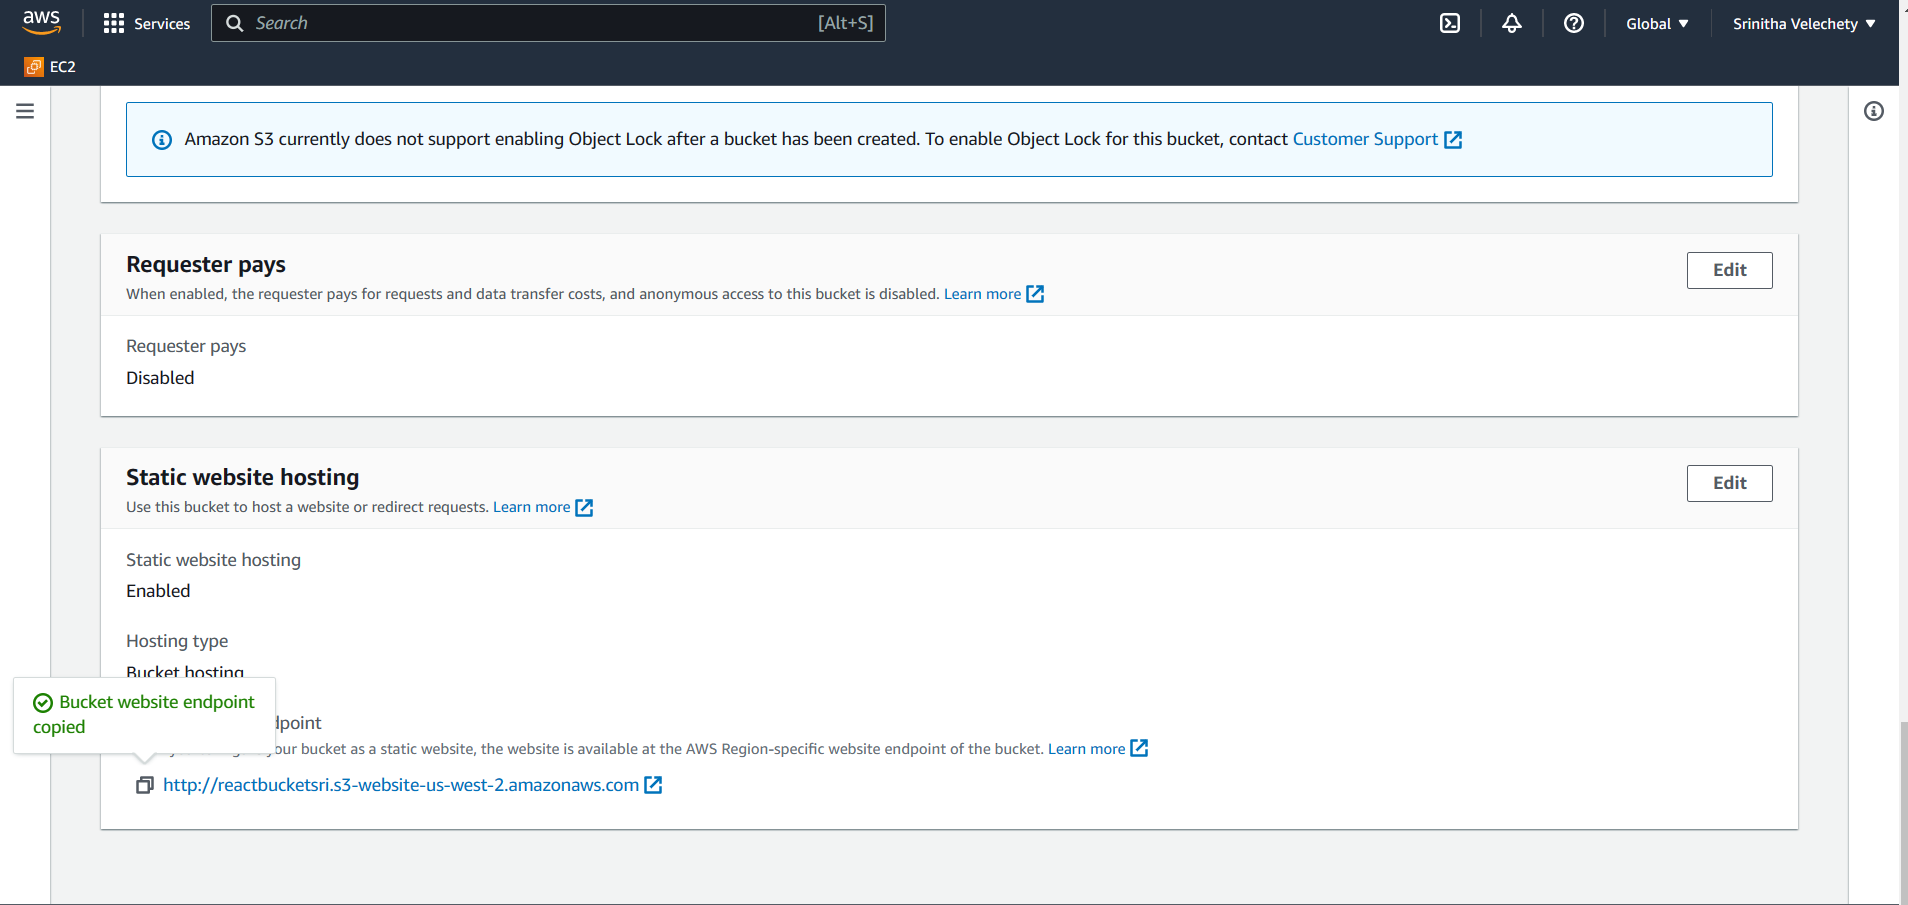 aws
Services
Search
[Alt+S]
Global
Srinitha Velechety
EC2
Amazon S3 currently does not support enabling Object Lock after a bucket has been created. To enable Object Lock for this bucket, contact Customer Support
Requester pays
Edit
When enabled, the requester pays for requests and data transfer costs, and anonymous access to this bucket is disabled. Learn more
Requester pays
Disabled
Static website hosting
Edit
Use this bucket to host a website or redirect requests. Learn more
Static website hosting
Enabled
Hosting type
Bucket hosting
Bucket website endpoint
copied
dpoint
our bucket as a static website, the website is available at the AWS Region-specific website endpoint of the bucket. Learn more
http://reactbucketsri.s3-website-us-west-2.amazonaws.com